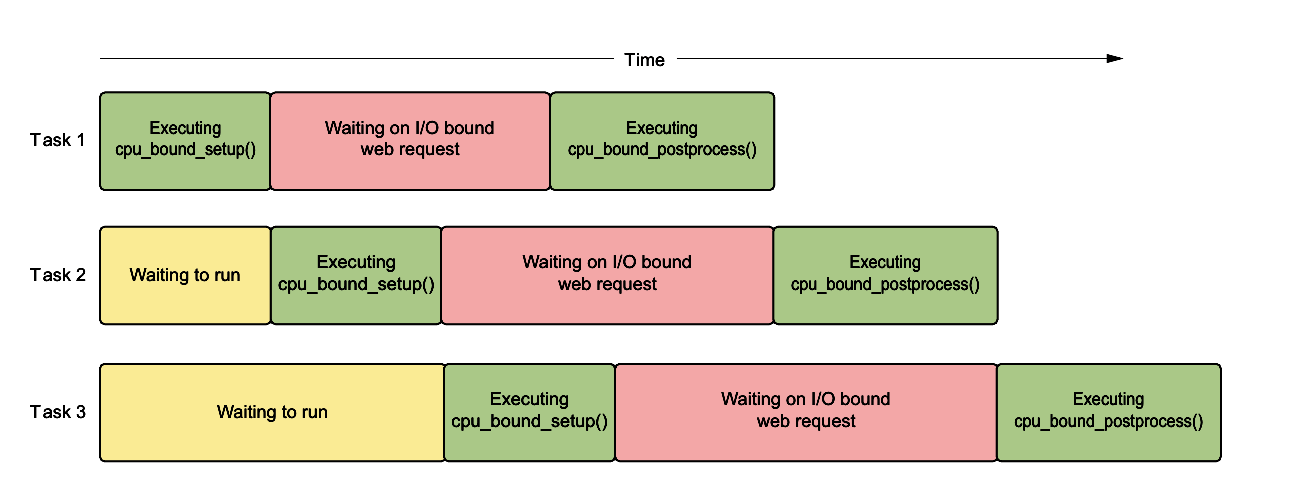 Time
Task 1
Executing
cpu_bound_setup()
Waiting on I/O bound
web request
Executing
cpu_bound_postprocess()
Task 2
Waiting to run
Executing
cpu_bound_setup()
Waiting on I/O bound
web request
Executing
cpu_bound_postprocess()
Task 3
Waiting to run
Executing
cpu_bound_setup()
Waiting on I/O bound
web request
Executing
cpu_bound_postprocess()